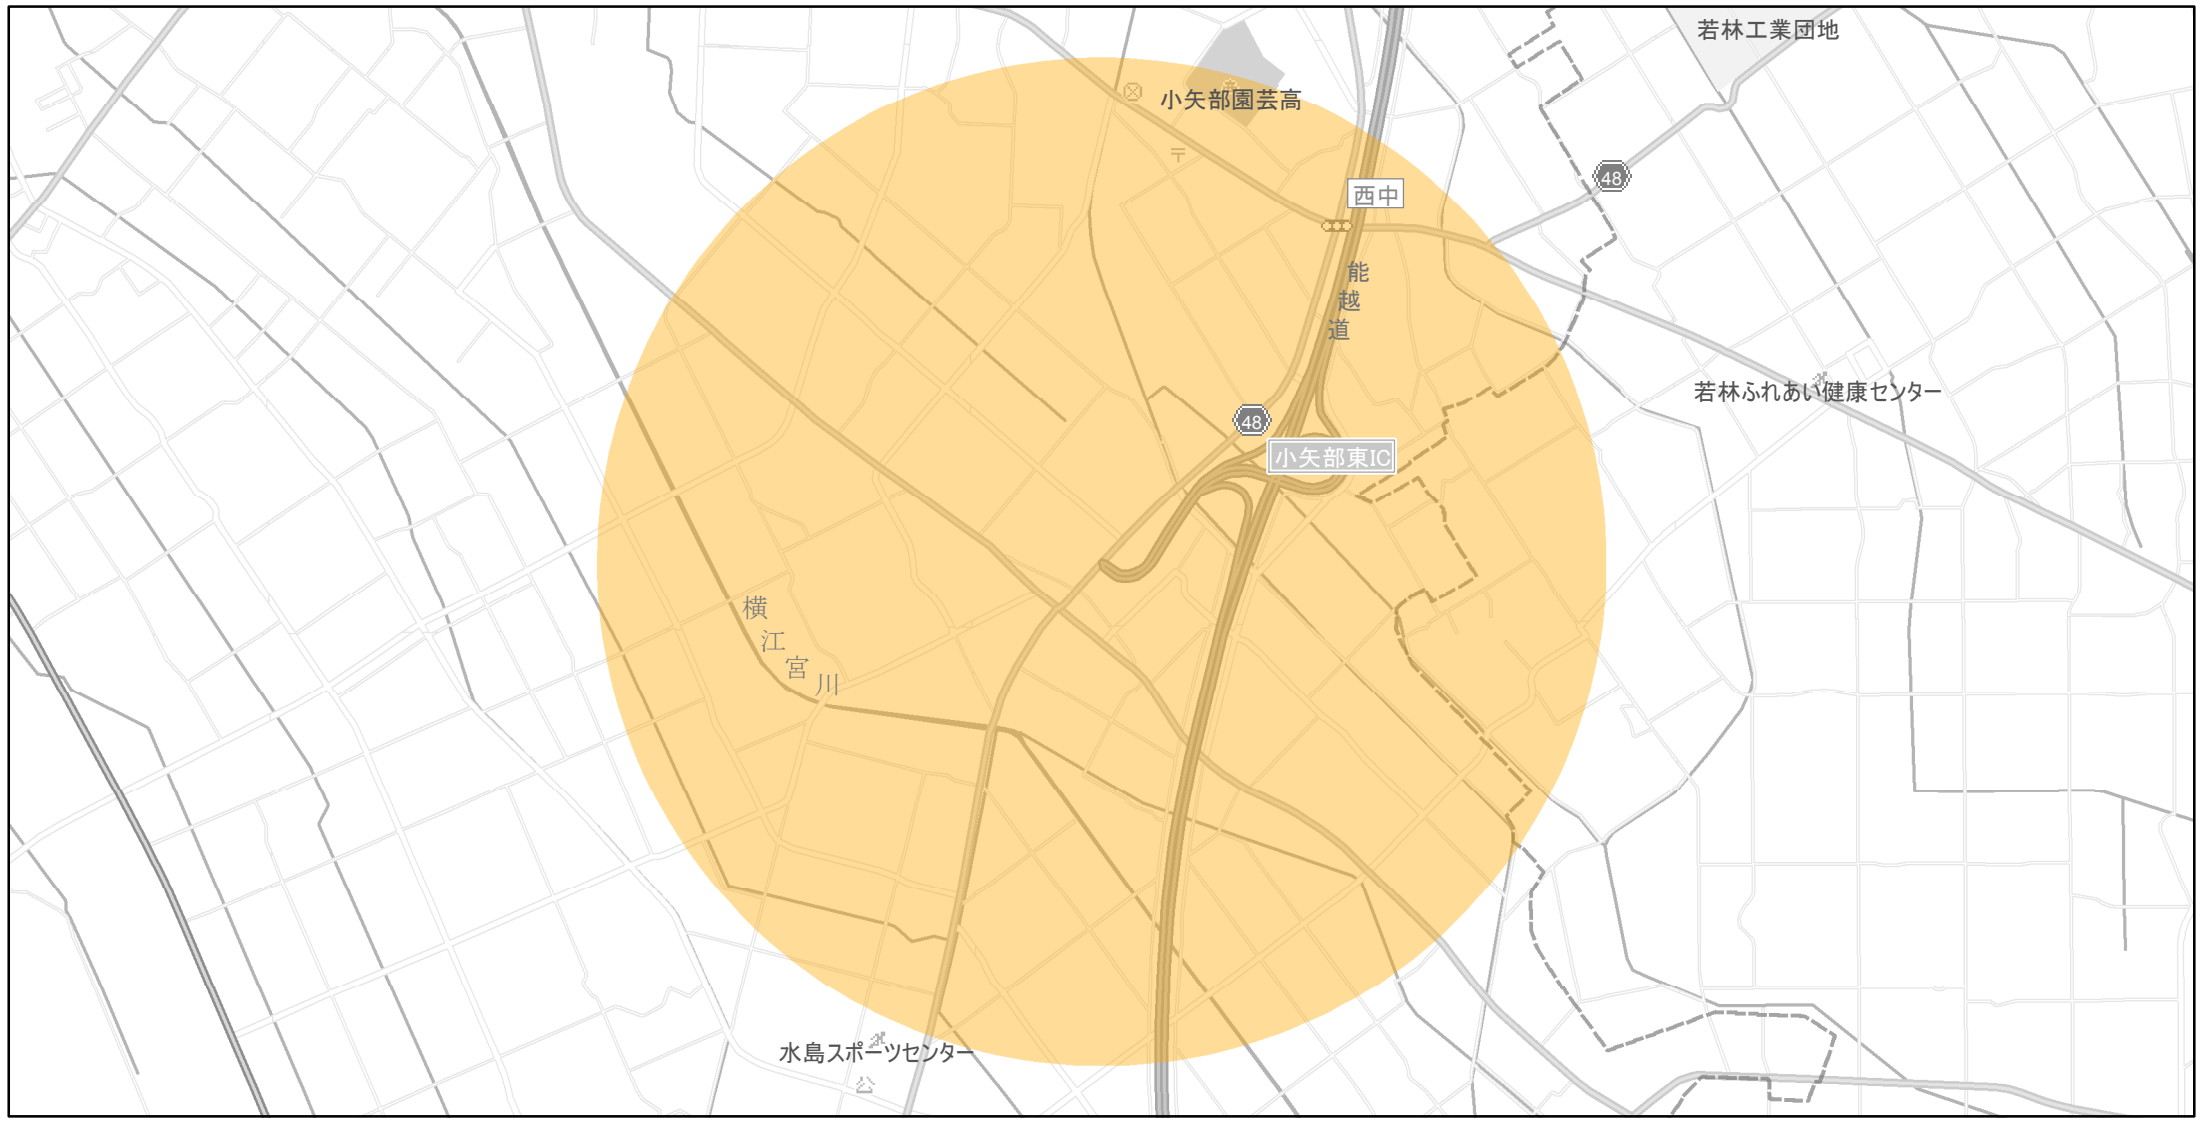 若林工業団地
小矢部園芸高
〒
48
西中
能越道
若林ふれあい健康センター
48
小矢部東IC
横江宮川
水島スポーツセンター
公